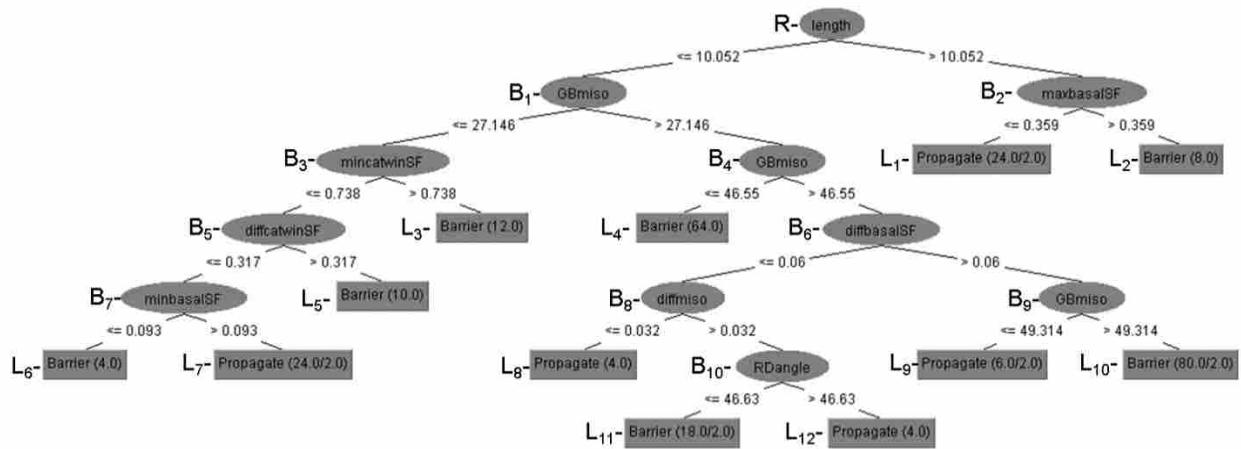 R- length
<= 10.052 > 10.052
B1- GBmiso B2- maxbasalSF
<= 27.146 > 27.146 <= 0.359 > 0.359
B3- mincatwinSF B4- GBmiso L1- Propagate (24.0/2.0) L2- Barrier (8.0)
<= 0.738 > 0.738 <= 46.55 > 46.55
B5- diffcatwinSF L3- Barrier (12.0) L4- Barrier (64.0) B6- diffbasalSF
<= 0.317 > 0.317 <= 0.06 > 0.06
B7- minbasalSF L5- Barrier (10.0) B8- diffmiso B9- GBmiso
<= 0.093 > 0.093 <= 0.032 > 0.032 <= 49.314 > 49.314
L6- Barrier (4.0) L7- Propagate (24.0/2.0) L8- Propagate (4.0) B10- RDangle L9- Propagate (6.0/2.0) L10- Barrier (80.0/2.0)
<= 46.63 > 46.63
L11- Barrier (18.0/2.0) L12- Propagate (4.0)